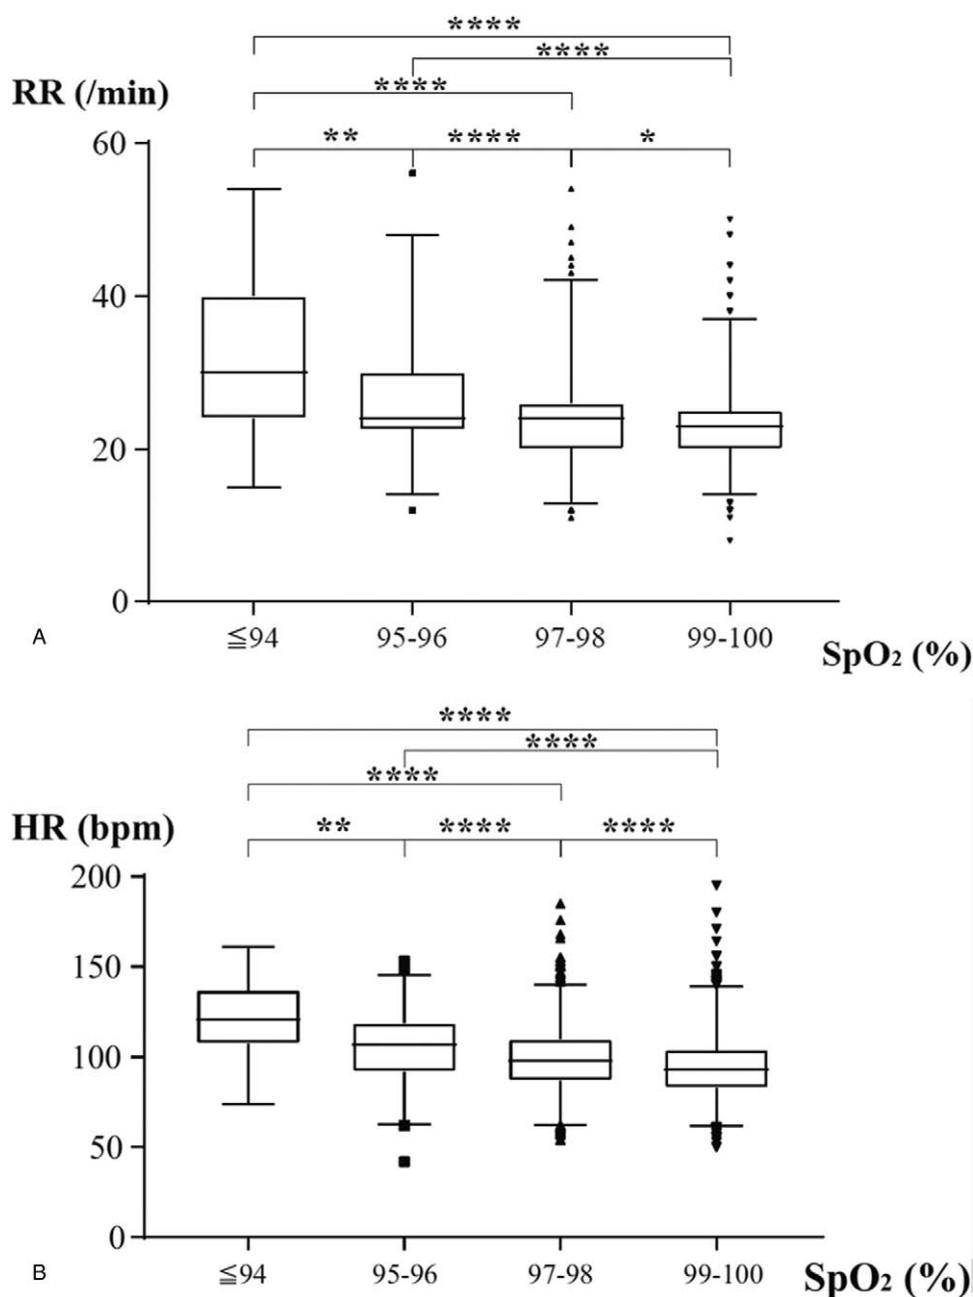 ****
****
RR (/min)
****
** **** *
60
40
20
0
≦94 95-96 97-98 99-100
A
SpO₂ (%)
****
****
****
HR (bpm)
** **** ****
200
150
100
50
0
≦94 95-96 97-98 99-100
B
SpO₂ (%)